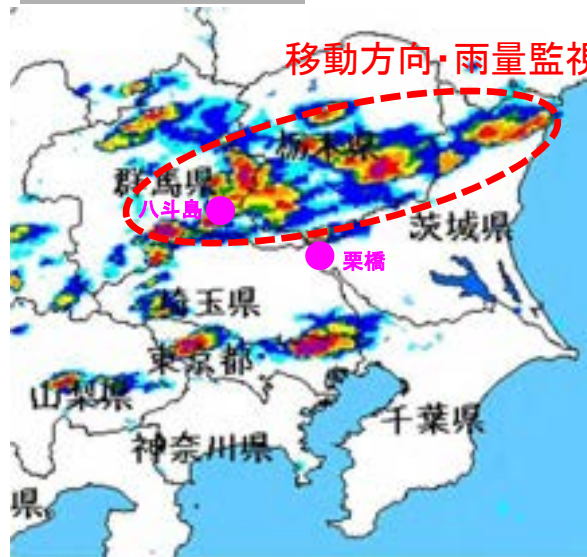 移動方向・雨量監視
栃木県
群馬県
八斗島
茨城県
栗橋
埼玉県
東京都
山梨県
千葉県
神奈川県
県